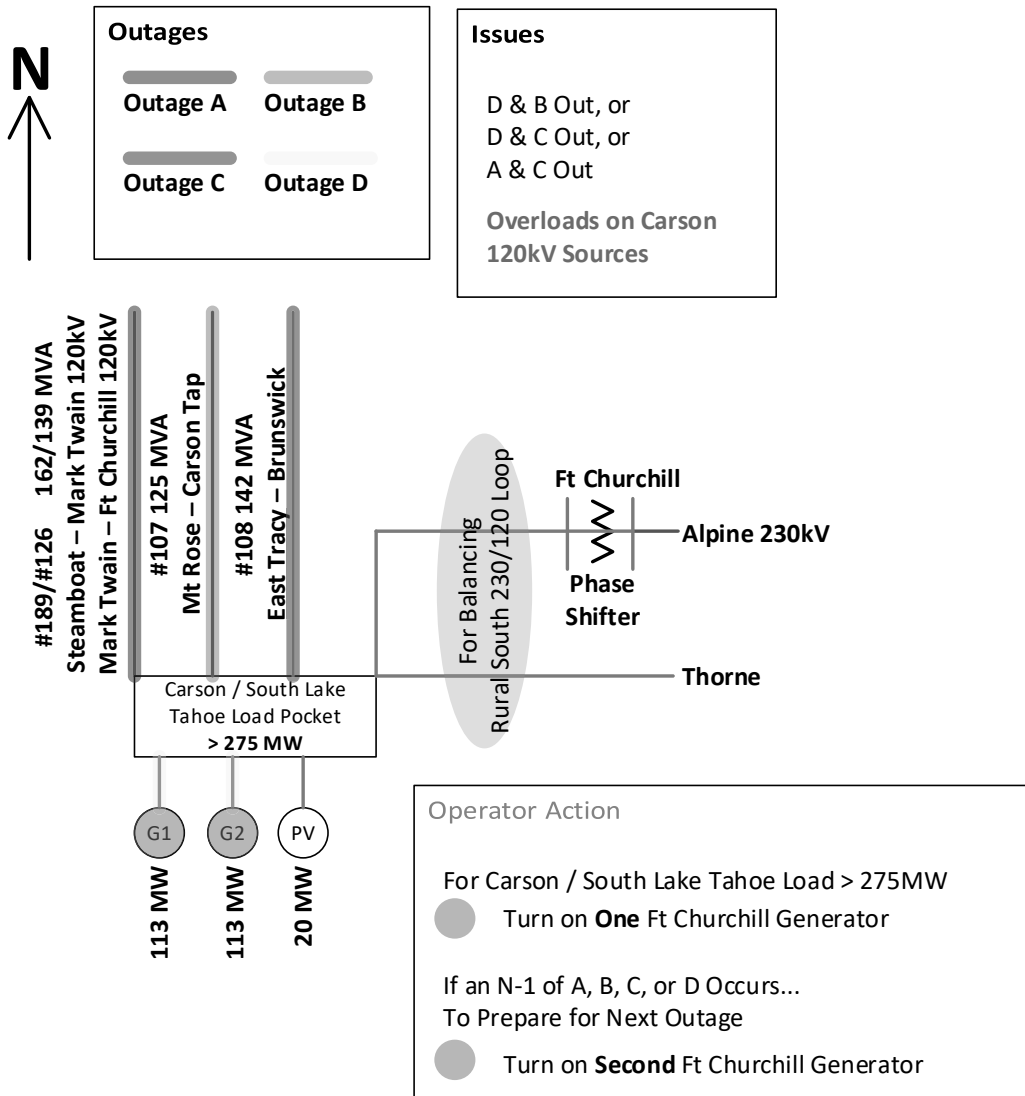 N
Outages
Outage A
Outage B
Outage C
Outage D
Issues
D & B Out, or
D & C Out, or
A & C Out
Overloads on Carson
120kV Sources
#189/#126 162/139 MVA
Steamboat – Mark Twain 120kV
Mark Twain – Ft Churchill 120kV
#107 125 MVA
Mt Rose – Carson Tap
#108 142 MVA
East Tracy – Brunswick
For Balancing
Rural South 230/120 Loop
Ft Churchill
Phase
Shifter
Alpine 230kV
Thorne
Carson / South Lake
Tahoe Load Pocket
> 275 MW
G1
G2
PV
113 MW
113 MW
20 MW
Operator Action
For Carson / South Lake Tahoe Load > 275MW
Turn on One Ft Churchill Generator
If an N-1 of A, B, C, or D Occurs...
To Prepare for Next Outage
Turn on Second Ft Churchill Generator